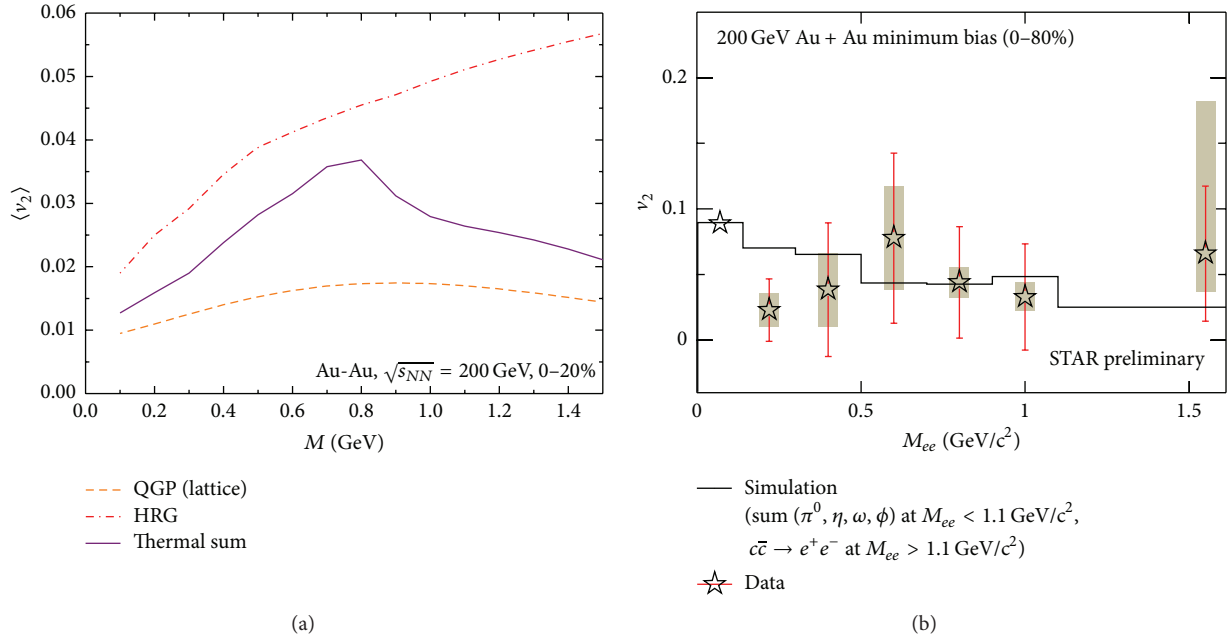 0.06
0.05
0.04
0.03
0.02
0.01
0.00
⟨v₂⟩
Au-Au, √s_NN = 200 GeV, 0–20%
0.0 0.2 0.4 0.6 0.8 1.0 1.2 1.4
M (GeV)
QGP (lattice)
HRG
Thermal sum
(a)
200 GeV Au + Au minimum bias (0–80%)
0.2
0.1
0
v₂
STAR preliminary
0 0.5 1 1.5
M_ee (GeV/c²)
Simulation
(sum (π⁰, η, ω, ϕ) at M_ee < 1.1 GeV/c²,
cc̅ → e⁺e⁻ at M_ee > 1.1 GeV/c²)
Data
(b)